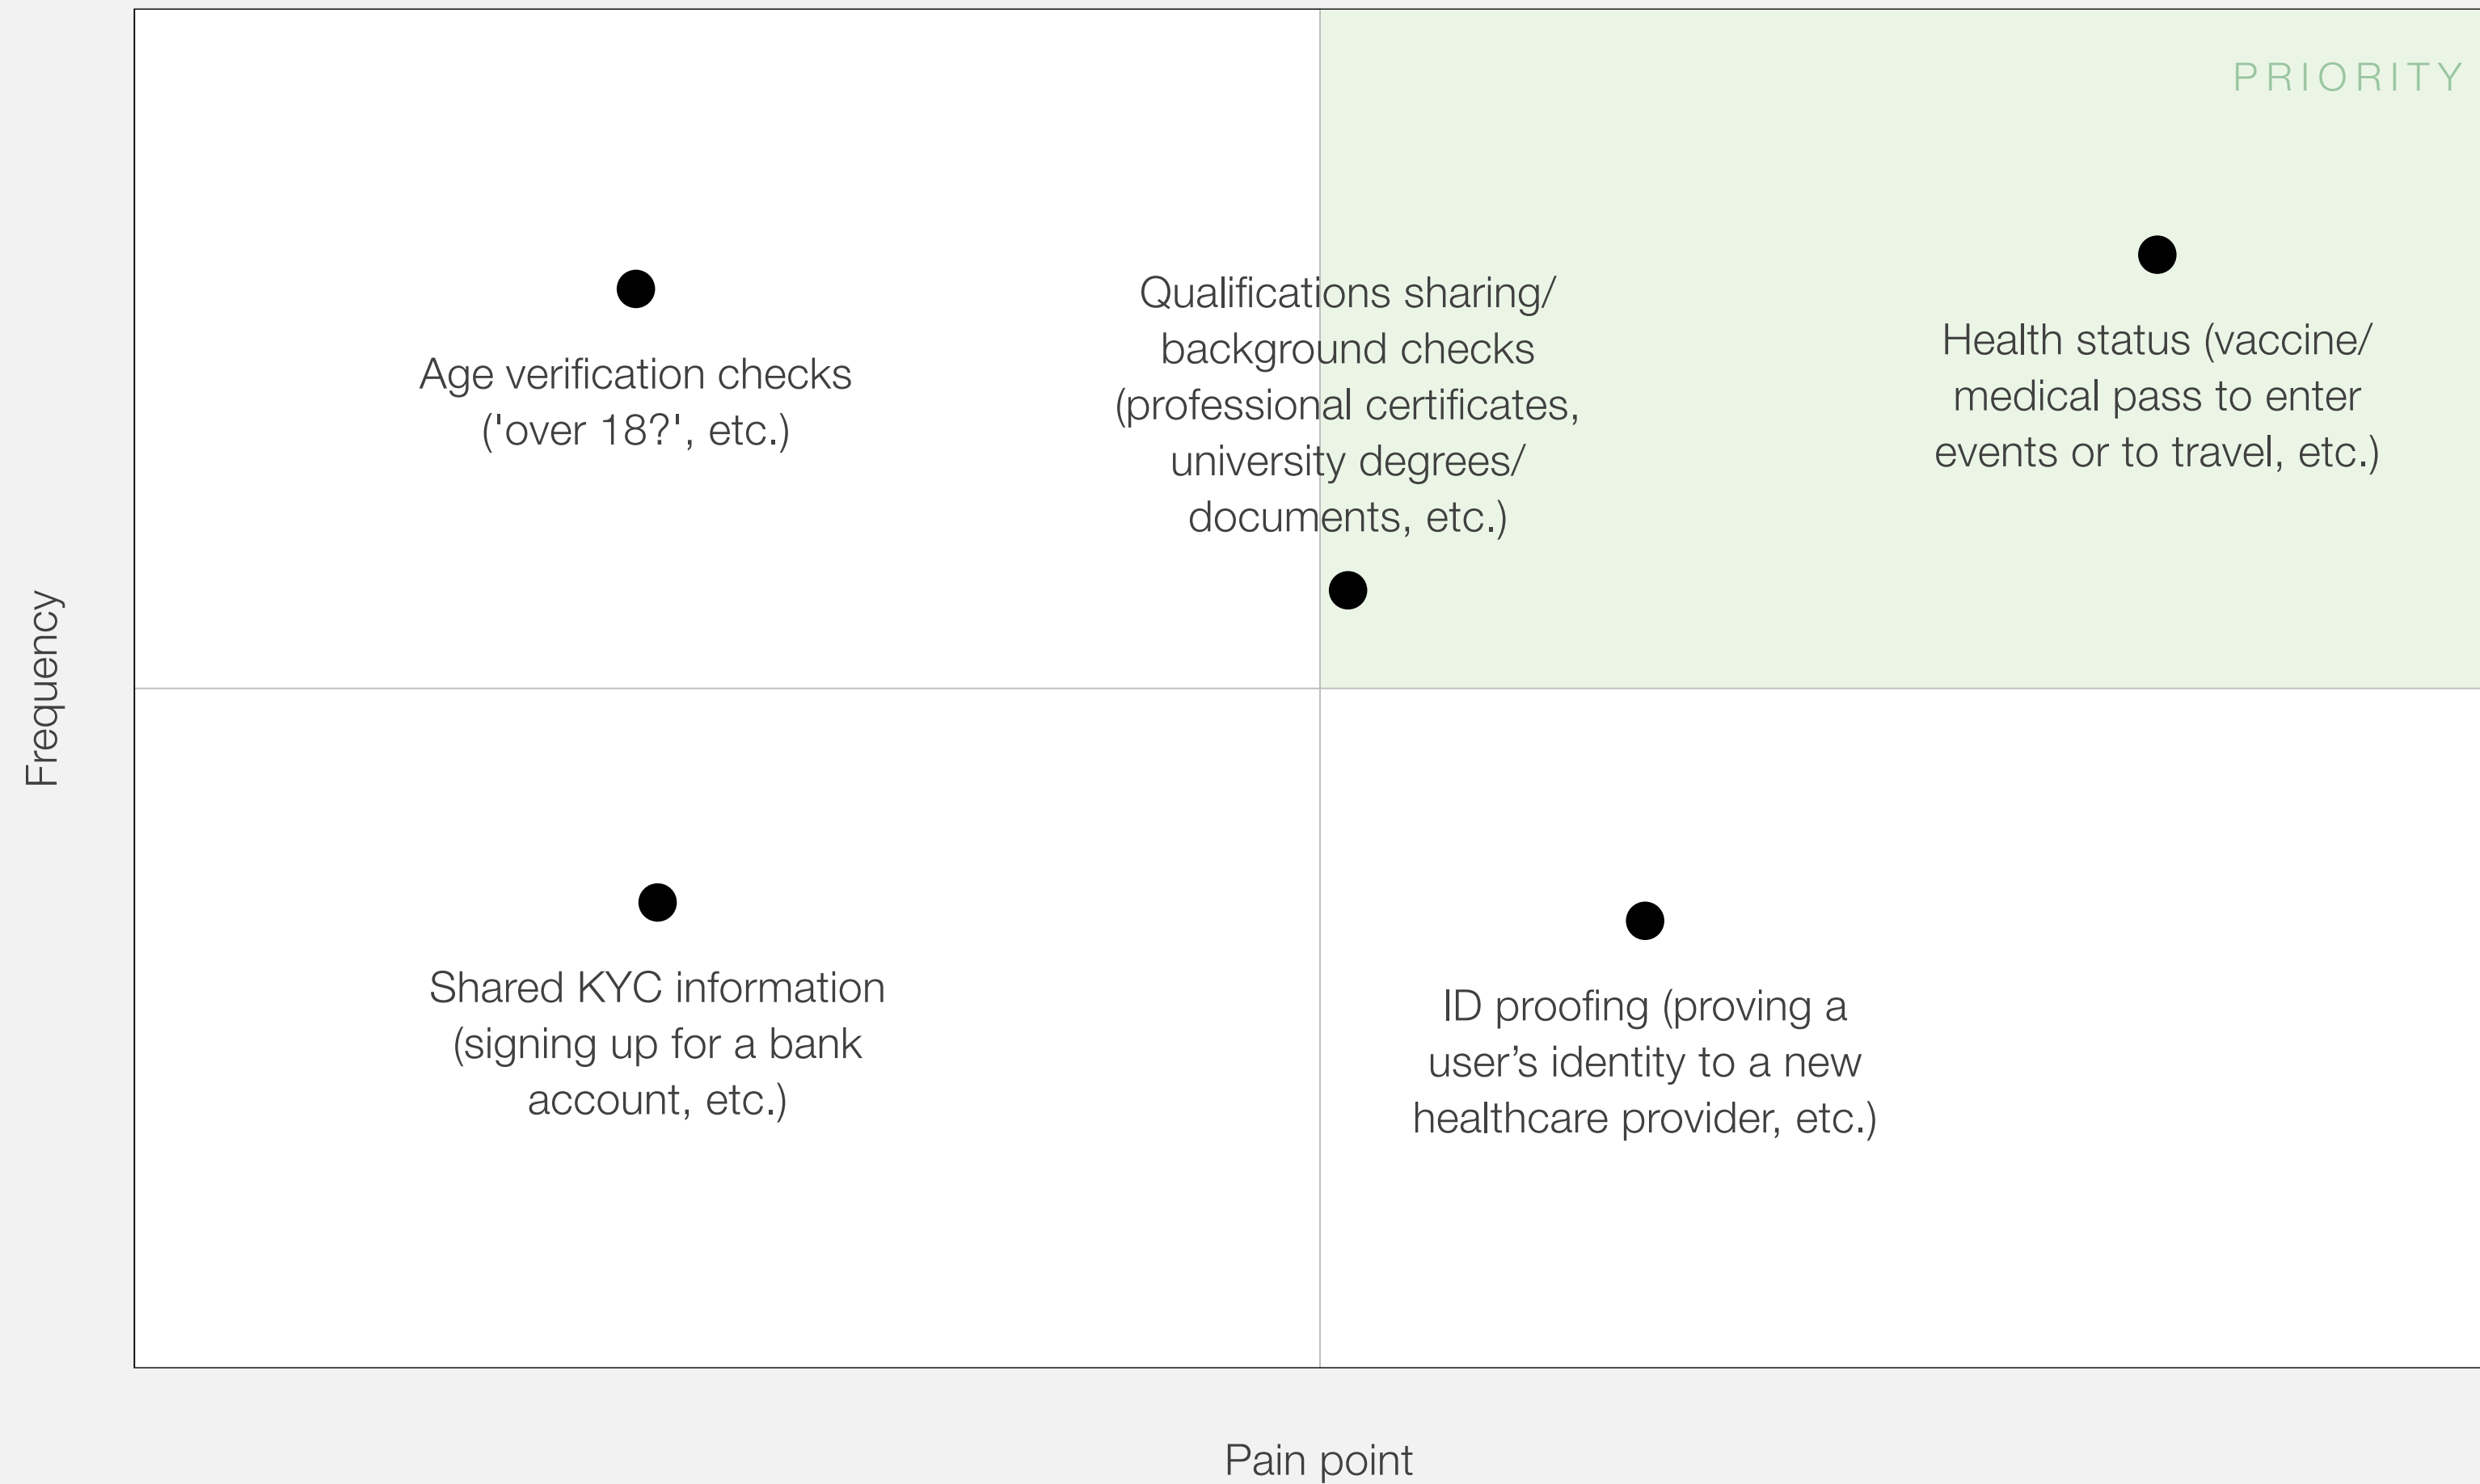 PRIORITY
Age verification checks
('over 18?', etc.)
Qualifications sharing/
background checks
(professional certificates,
university degrees/
documents, etc.)
Health status (vaccine/
medical pass to enter
events or to travel, etc.)
Frequency
Shared KYC information
(signing up for a bank
account, etc.)
ID proofing (proving a
user’s identity to a new
healthcare provider, etc.)
Pain point